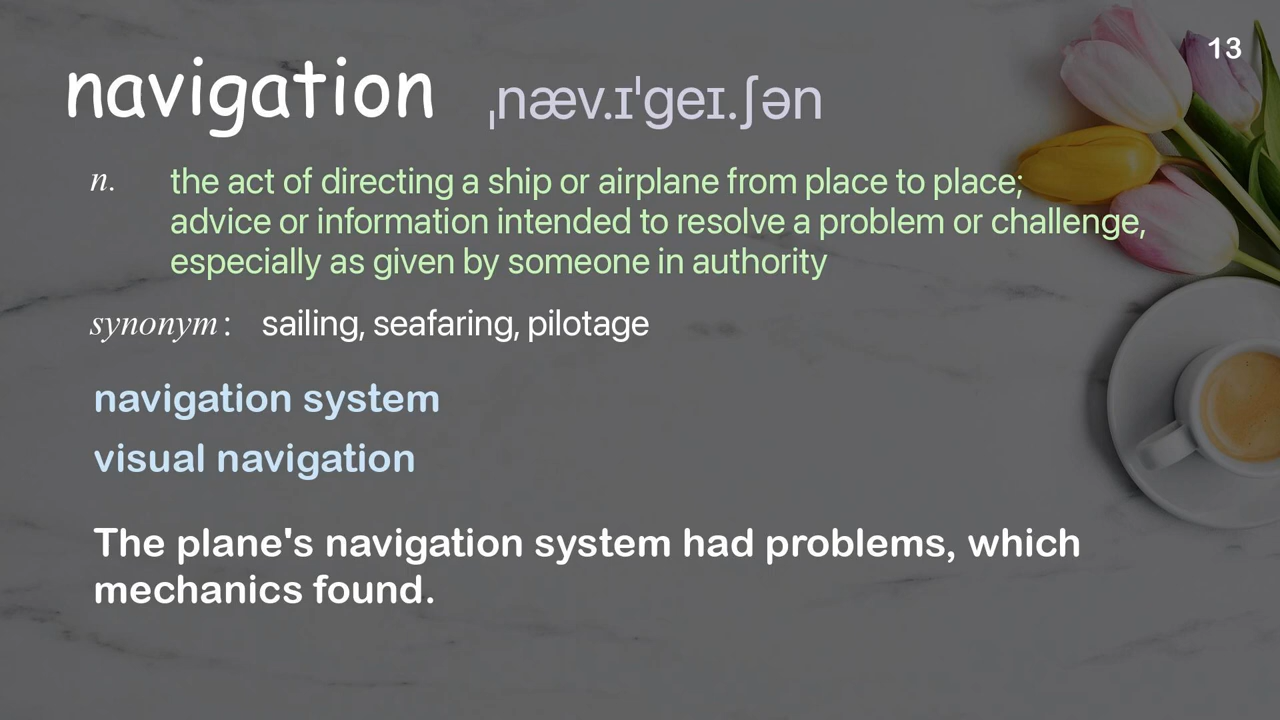 13
navigation ˌnæv.ɪˈɡeɪ.ʃən
n. the act of directing a ship or airplane from place to place;
advice or information intended to resolve a problem or challenge,
especially as given by someone in authority
synonym: sailing, seafaring, pilotage
navigation system
visual navigation
The plane's navigation system had problems, which
mechanics found.